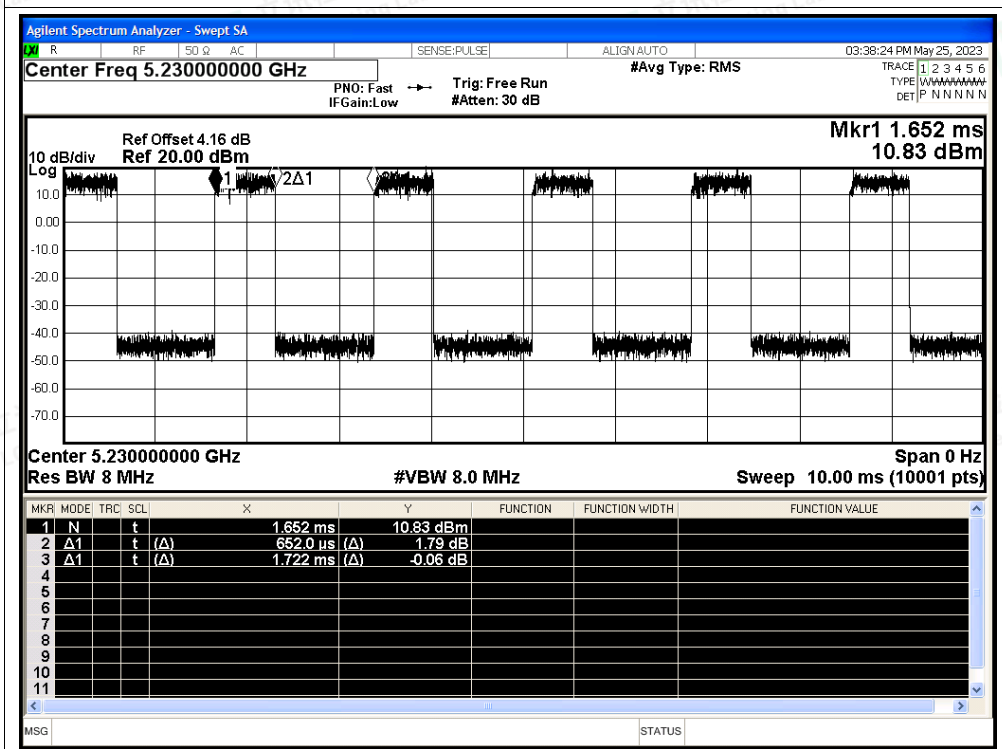 Agilent Spectrum Analyzer - Swept SA
LXI R RF 50 Ω AC SENSE:PULSE ALIGN AUTO 03:38:24 PM May 25, 2023
Center Freq 5.230000000 GHz #Avg Type: RMS TRACE 1 2 3 4 5 6
PNO: Fast Trig: Free Run TYPE WWWWWW
IFGain:Low #Atten: 30 dB DET P N N N N N
Mkr1 1.652 ms
Ref Offset 4.16 dB
10 dB/div Ref 20.00 dBm 10.83 dBm
Log
1 2Δ1
10.0
0.00
-10.0
-20.0
-30.0
-40.0
-50.0
-60.0
-70.0
Center 5.230000000 GHz Span 0 Hz
Res BW 8 MHz #VBW 8.0 MHz Sweep 10.00 ms (10001 pts)
MKR MODE TRC SCL X Y FUNCTION FUNCTION WIDTH FUNCTION VALUE
1 N t 1.652 ms 10.83 dBm
2 Δ1 t (Δ) 652.0 µs (Δ) 1.79 dB
3 Δ1 t (Δ) 1.722 ms (Δ) -0.06 dB
4
5
6
7
8
9
10
11
MSG STATUS